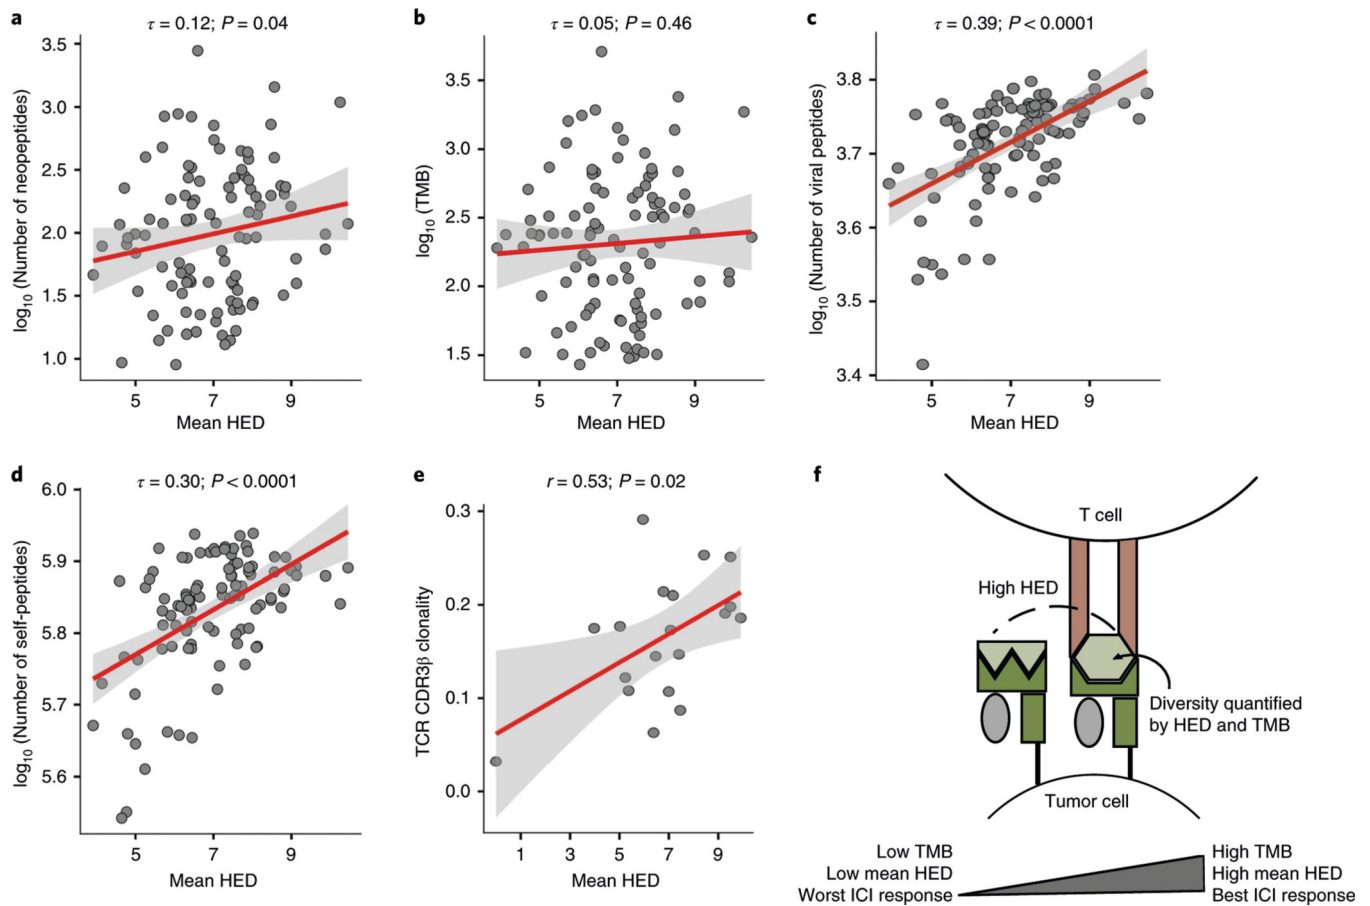 a
τ = 0.12; P = 0.04
log10 (Number of neopeptides)
3.5
3.0
2.5
2.0
1.5
1.0
5 7 9
Mean HED
b
τ = 0.05; P = 0.46
log10 (TMB)
3.5
3.0
2.5
2.0
1.5
5 7 9
Mean HED
c
τ = 0.39; P < 0.0001
log10 (Number of viral peptides)
3.8
3.7
3.6
3.5
3.4
5 7 9
Mean HED
d
τ = 0.30; P < 0.0001
log10 (Number of self-peptides)
6.0
5.9
5.8
5.7
5.6
5 7 9
Mean HED
e
r = 0.53; P = 0.02
TCR CDR3β clonality
0.3
0.2
0.1
0.0
1 3 5 7 9
Mean HED
f
T cell
High HED
Diversity quantified
by HED and TMB
Tumor cell
Low TMB
Low mean HED
Worst ICI response
High TMB
High mean HED
Best ICI response